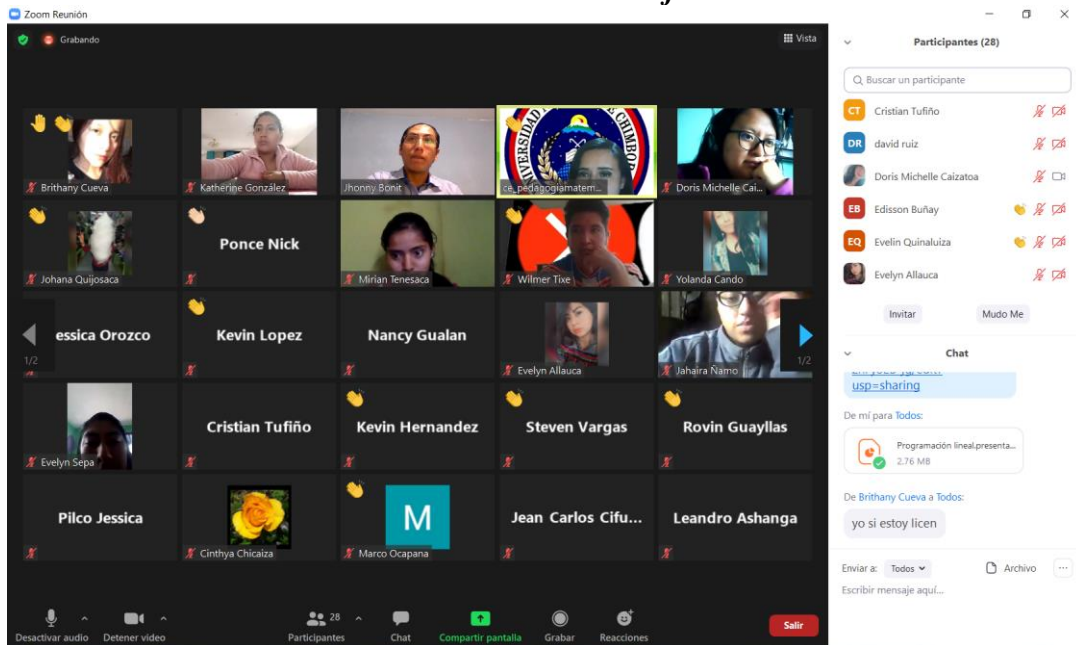 Zoom Reunión
Grabando
Vista
Brithany Cueva
Katherine González
Jhonny Bonit
ce_pedagogiamatem...
Doris Michelle Cai...
Johana Quijosaca
Ponce Nick
Mirian Tenesaca
Wilmer Tixe
Yolanda Cando
essica Orozco
Kevin Lopez
Nancy Gualan
Evelyn Allauca
Jahaira Ñamo
1/2
1/2
Evelyn Sepa
Cristian Tufiño
Kevin Hernandez
Steven Vargas
Rovin Guayllas
Pilco Jessica
Cinthya Chicaiza
M
Marco Ocapana
Jean Carlos Cifu...
Leandro Ashanga
Desactivar audio
Detener video
28
Participantes
Chat
Compartir pantalla
Grabar
Reacciones
Salir
Participantes (28)
Buscar un participante
CT Cristian Tufiño
DR david ruiz
Doris Michelle Caizatoa
EB Edisson Buñay
EQ Evelin Quinaluiza
Evelyn Allauca
Invitar
Mudo Me
Chat
usp=sharing
De mí para Todos:
Programación lineal.presenta...
2.76 MB
De Brithany Cueva a Todos:
yo si estoy licen
Enviar a: Todos
Archivo
Escribir mensaje aquí...